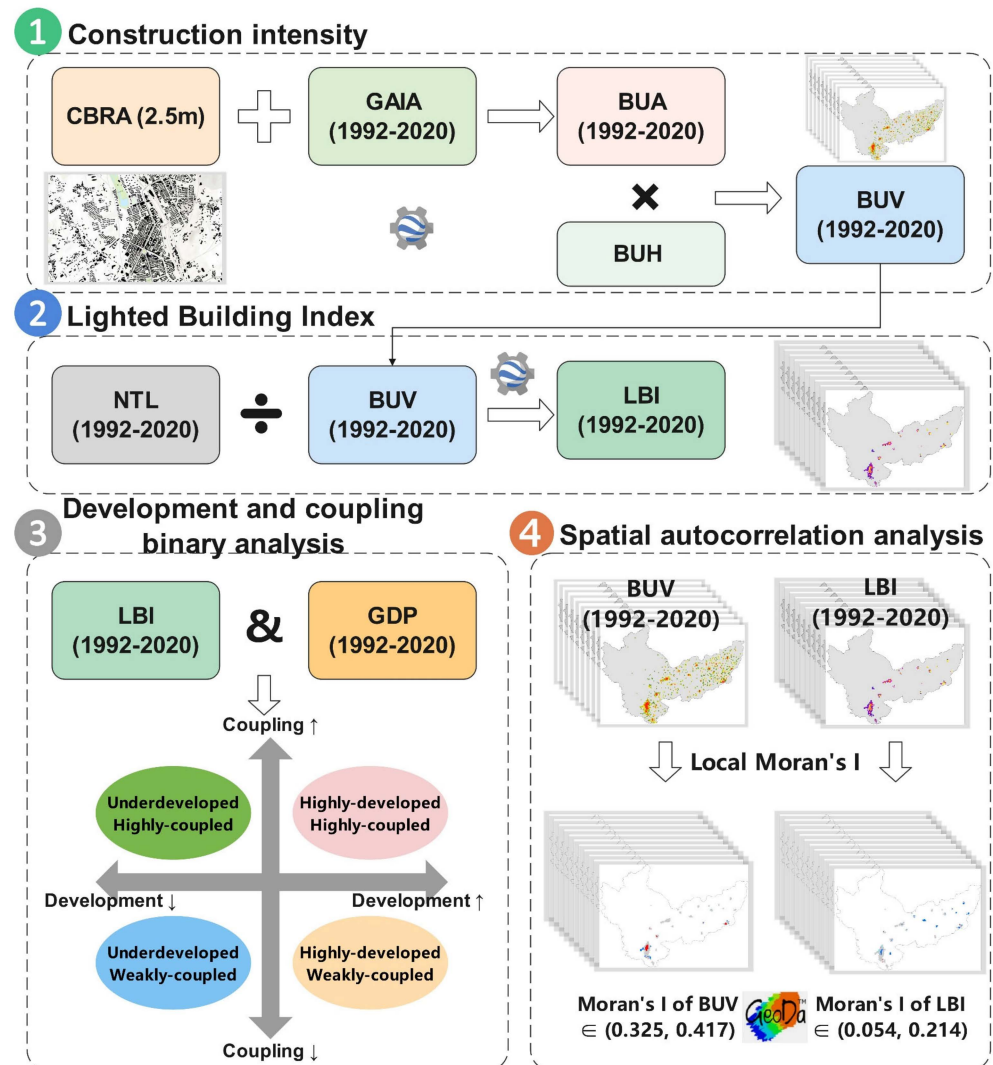 1 Construction intensity
CBRA (2.5m)
GAIA
(1992-2020)
BUA
(1992-2020)
BUH
BUV
(1992-2020)
2 Lighted Building Index
NTL
(1992-2020)
BUV
(1992-2020)
LBI
(1992-2020)
3 Development and coupling
binary analysis
LBI
(1992-2020)
&
GDP
(1992-2020)
Coupling ↑
Underdeveloped
Highly-coupled
Highly-developed
Highly-coupled
Development ↓
Development ↑
Underdeveloped
Weakly-coupled
Highly-developed
Weakly-coupled
Coupling ↓
4 Spatial autocorrelation analysis
BUV
(1992-2020)
LBI
(1992-2020)
Local Moran's I
Moran's I of BUV
∈ (0.325, 0.417)
GeoDa™
Moran's I of LBI
∈ (0.054, 0.214)